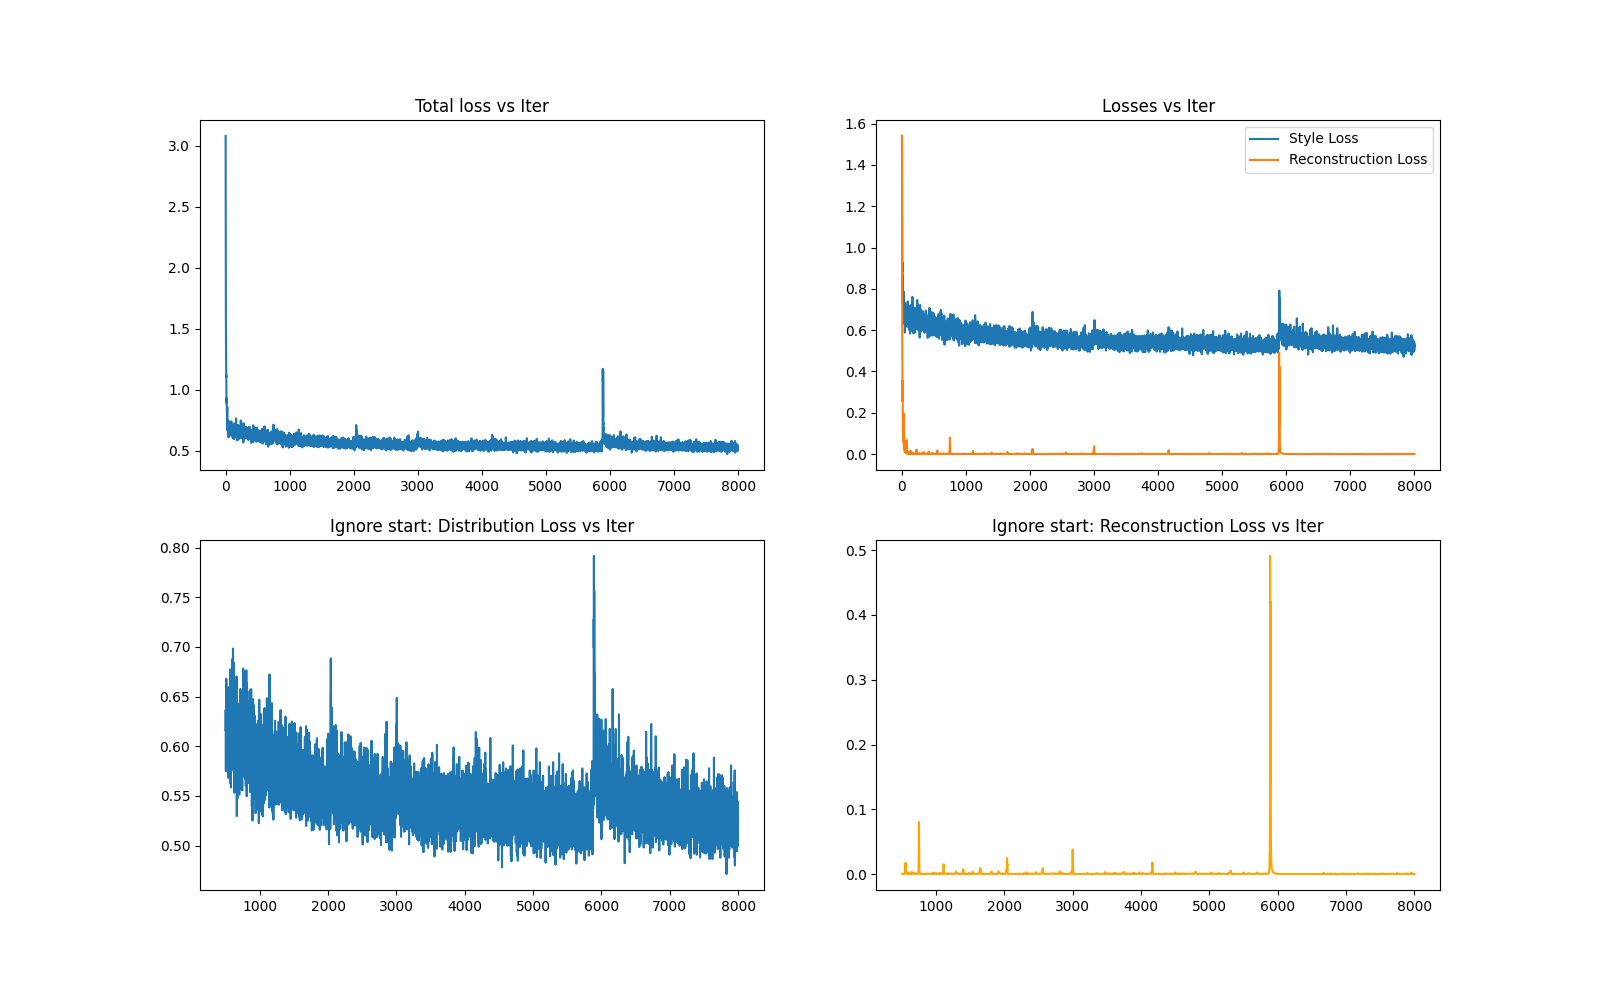 Total loss vs Iter
3.0
2.5
2.0
1.5
1.0
0.5
0 1000 2000 3000 4000 5000 6000 7000 8000
Losses vs Iter
Style Loss
Reconstruction Loss
1.6
1.4
1.2
1.0
0.8
0.6
0.4
0.2
0.0
0 1000 2000 3000 4000 5000 6000 7000 8000
Ignore start: Distribution Loss vs Iter
0.80
0.75
0.70
0.65
0.60
0.55
0.50
1000 2000 3000 4000 5000 6000 7000 8000
Ignore start: Reconstruction Loss vs Iter
0.5
0.4
0.3
0.2
0.1
0.0
1000 2000 3000 4000 5000 6000 7000 8000